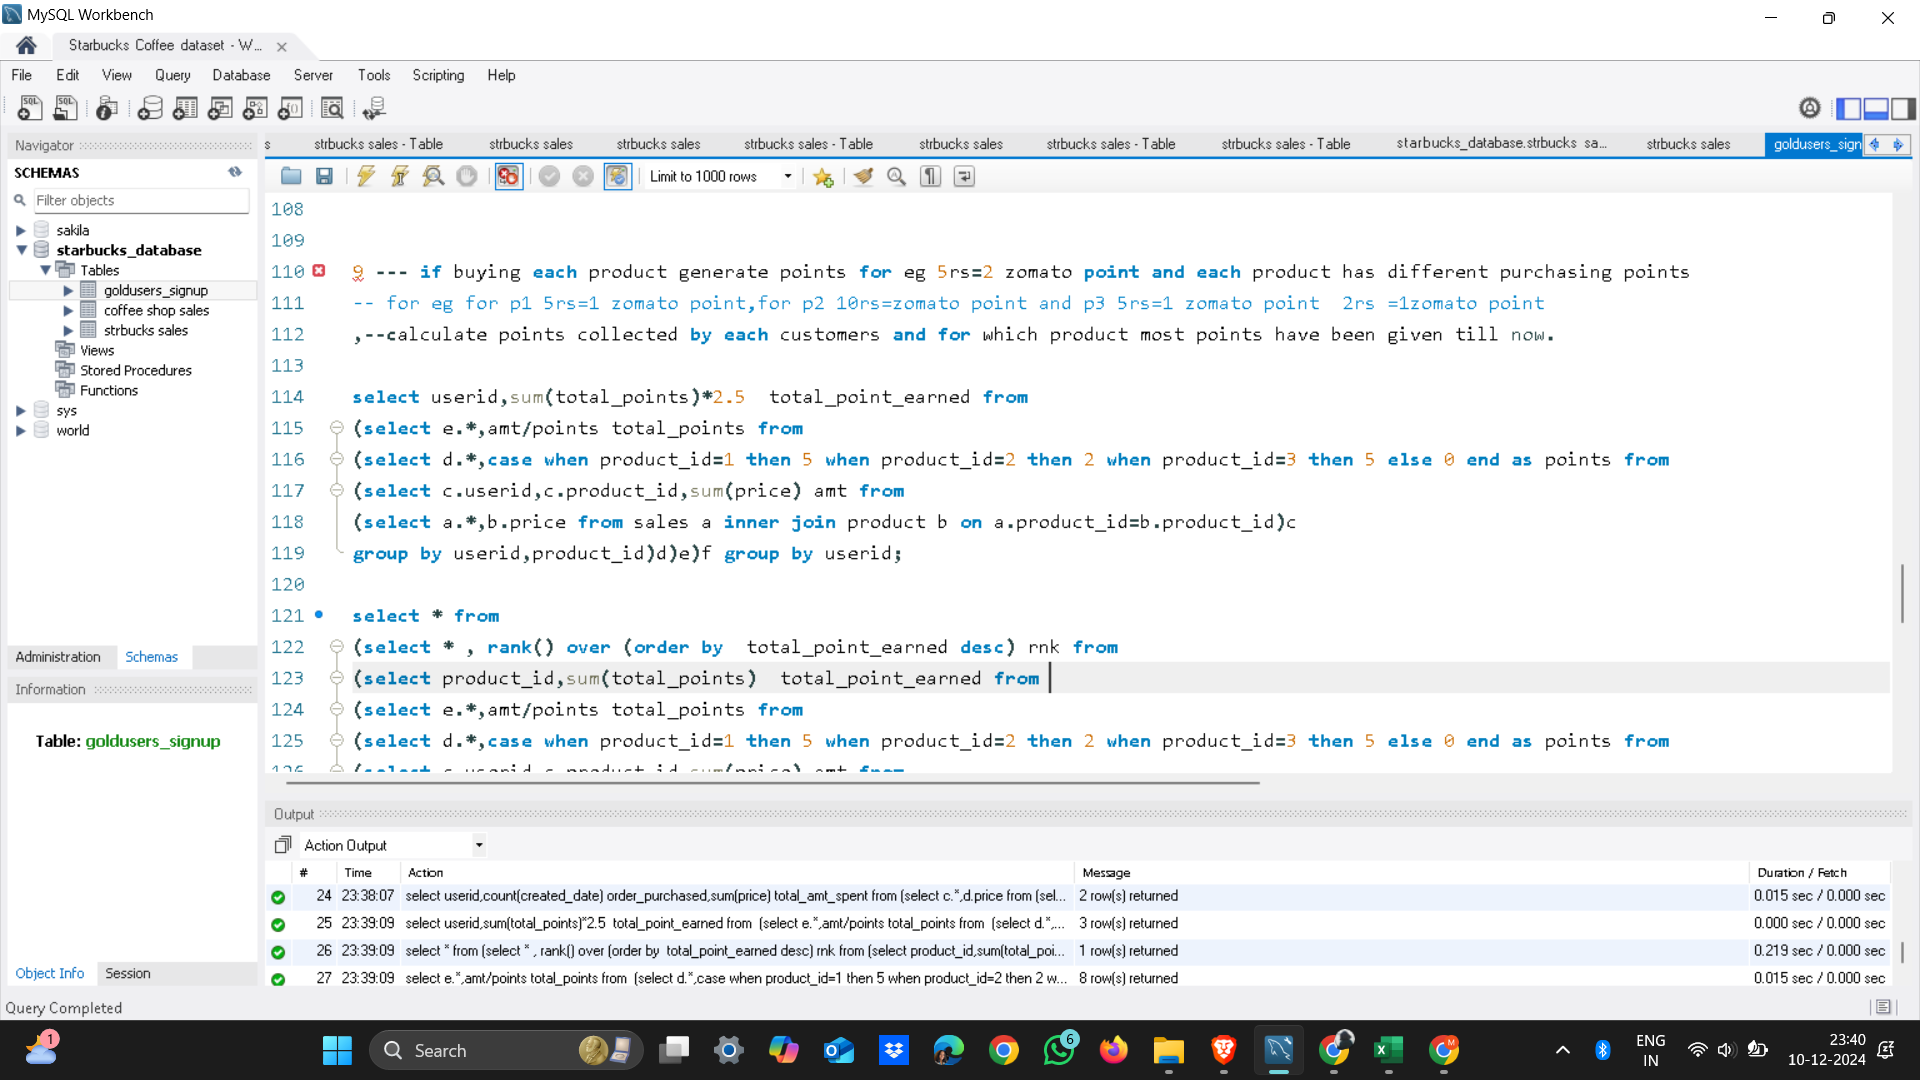 MySQL Workbench
Starbucks Coffee dataset - W...
File Edit View Query Database Server Tools Scripting Help
Navigator
SCHEMAS
Filter objects
sakila
starbucks_database
Tables
goldusers_signup
coffee shop sales
strbucks sales
Views
Stored Procedures
Functions
sys
world
Administration Schemas
Information
Table: goldusers_signup
Object Info Session
Query Completed
s strbucks sales - Table strbucks sales strbucks sales strbucks sales - Table strbucks sales strbucks sales - Table strbucks sales - Table starbucks_database.strbucks sa... strbucks sales goldusers_sign
Limit to 1000 rows
108
109
110 9 --- if buying each product generate points for eg 5rs=2 zomato point and each product has different purchasing points
111 -- for eg for p1 5rs=1 zomato point,for p2 10rs=zomato point and p3 5rs=1 zomato point  2rs =1zomato point
112 ,--calculate points collected by each customers and for which product most points have been given till now.
113
114 select userid,sum(total_points)*2.5  total_point_earned from
115 (select e.*,amt/points total_points from
116 (select d.*,case when product_id=1 then 5 when product_id=2 then 2 when product_id=3 then 5 else 0 end as points from
117 (select c.userid,c.product_id,sum(price) amt from
118 (select a.*,b.price from sales a inner join product b on a.product_id=b.product_id)c
119 group by userid,product_id)d)e)f group by userid;
120
121 select * from
122 (select * , rank() over (order by  total_point_earned desc) rnk from
123 (select product_id,sum(total_points)  total_point_earned from
124 (select e.*,amt/points total_points from
125 (select d.*,case when product_id=1 then 5 when product_id=2 then 2 when product_id=3 then 5 else 0 end as points from
126 (select c.userid,c.product_id,sum(price) amt from
Output
Action Output
# Time Action Message Duration / Fetch
24 23:38:07 select userid,count(created_date) order_purchased,sum(price) total_amt_spent from (select c.*,d.price from (sel... 2 row(s) returned 0.015 sec / 0.000 sec
25 23:39:09 select userid,sum(total_points)*2.5  total_point_earned from  (select e.*,amt/points total_points from  (select d.*,... 3 row(s) returned 0.000 sec / 0.000 sec
26 23:39:09 select * from (select * , rank() over (order by  total_point_earned desc) rnk from (select product_id,sum(total_poi... 1 row(s) returned 0.219 sec / 0.000 sec
27 23:39:09 select e.*,amt/points total_points from  (select d.*,case when product_id=1 then 5 when product_id=2 then 2 w... 8 row(s) returned 0.015 sec / 0.000 sec
1
Search
6
ENG
IN
23:40
10-12-2024